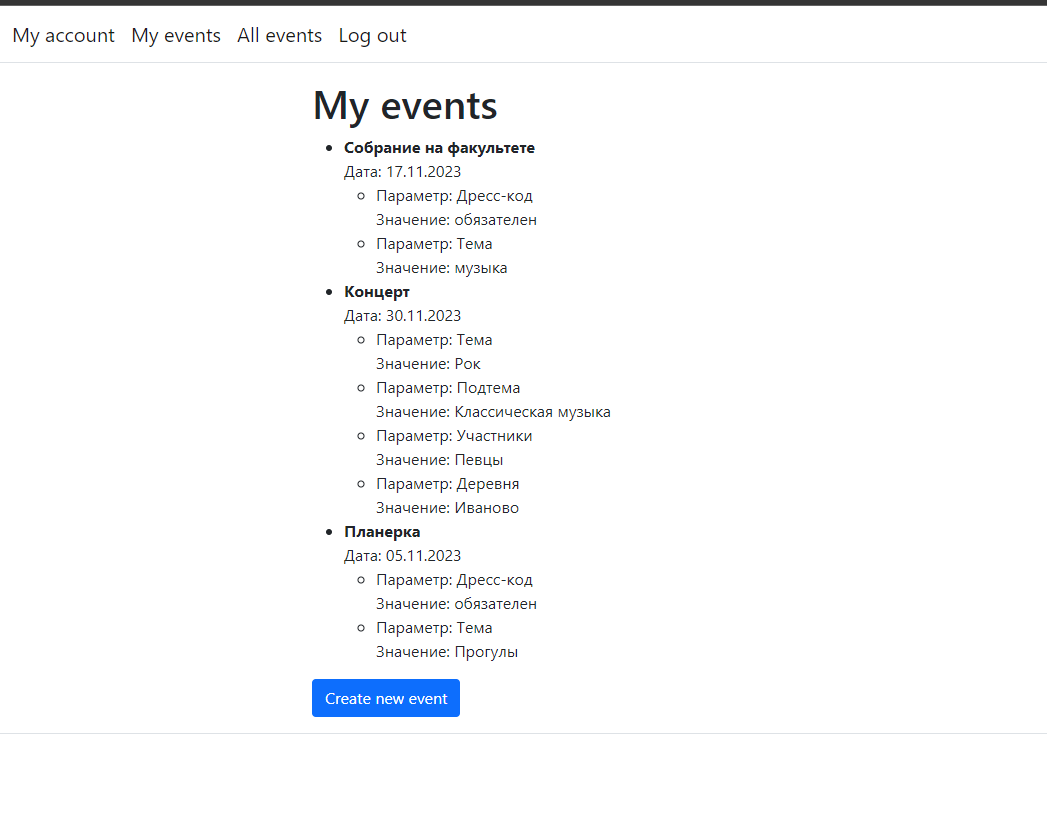 My account My events All events Log out
My events
Собрание на факультете
Дата: 17.11.2023
Параметр: Дресс-код
Значение: обязателен
Параметр: Тема
Значение: музыка
Концерт
Дата: 30.11.2023
Параметр: Тема
Значение: Рок
Параметр: Подтема
Значение: Классическая музыка
Параметр: Участники
Значение: Певцы
Параметр: Деревня
Значение: Иваново
Планерка
Дата: 05.11.2023
Параметр: Дресс-код
Значение: обязателен
Параметр: Тема
Значение: Прогулы
Create new event